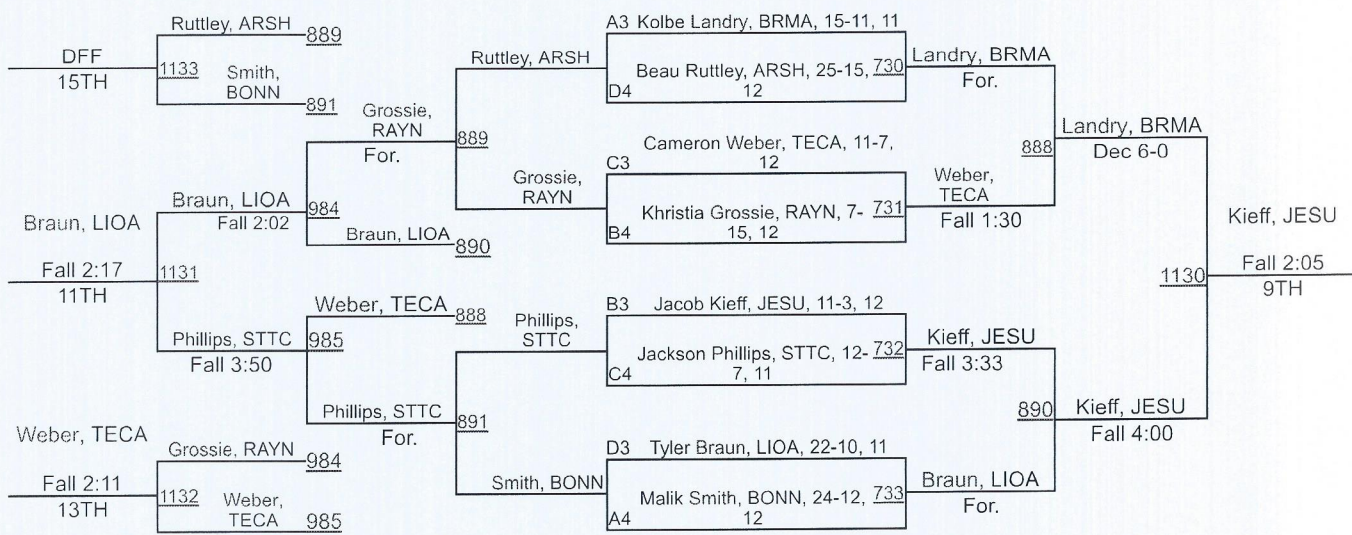 Ruttley, ARSH
889
DFF
15TH
1133
Smith,
BONN
891
Grossie,
RAYN
For.
889
Ruttley, ARSH
Grossie,
RAYN
Braun, LIOA
Fall 2:02
984
Braun, LIOA
890
Braun, LIOA
Fall 2:17
11TH
1131
Weber, TECA
888
Phillips, STTC
Fall 3:50
985
Phillips, STTC
For.
891
Phillips,
STTC
Smith, BONN
Weber, TECA
Fall 2:11
13TH
1132
Grossie, RAYN
984
Weber,
TECA
985
A3 Kolbe Landry, BRMA, 15-11, 11
Beau Ruttley, ARSH, 25-15,
12
D4
730
Landry, BRMA
For.
Cameron Weber, TECA, 11-7,
12
C3
Khristia Grossie, RAYN, 7-
15, 12
B4
731
Weber,
TECA
Fall 1:30
888
Landry, BRMA
Dec 6-0
B3 Jacob Kieff, JESU, 11-3, 12
Jackson Phillips, STTC, 12-
7, 11
C4
732
Kieff, JESU
Fall 3:33
D3 Tyler Braun, LIOA, 22-10, 11
Malik Smith, BONN, 24-12,
12
A4
733
Braun, LIOA
For.
890
Kieff, JESU
Fall 4:00
1130
Kieff, JESU
Fall 2:05
9TH